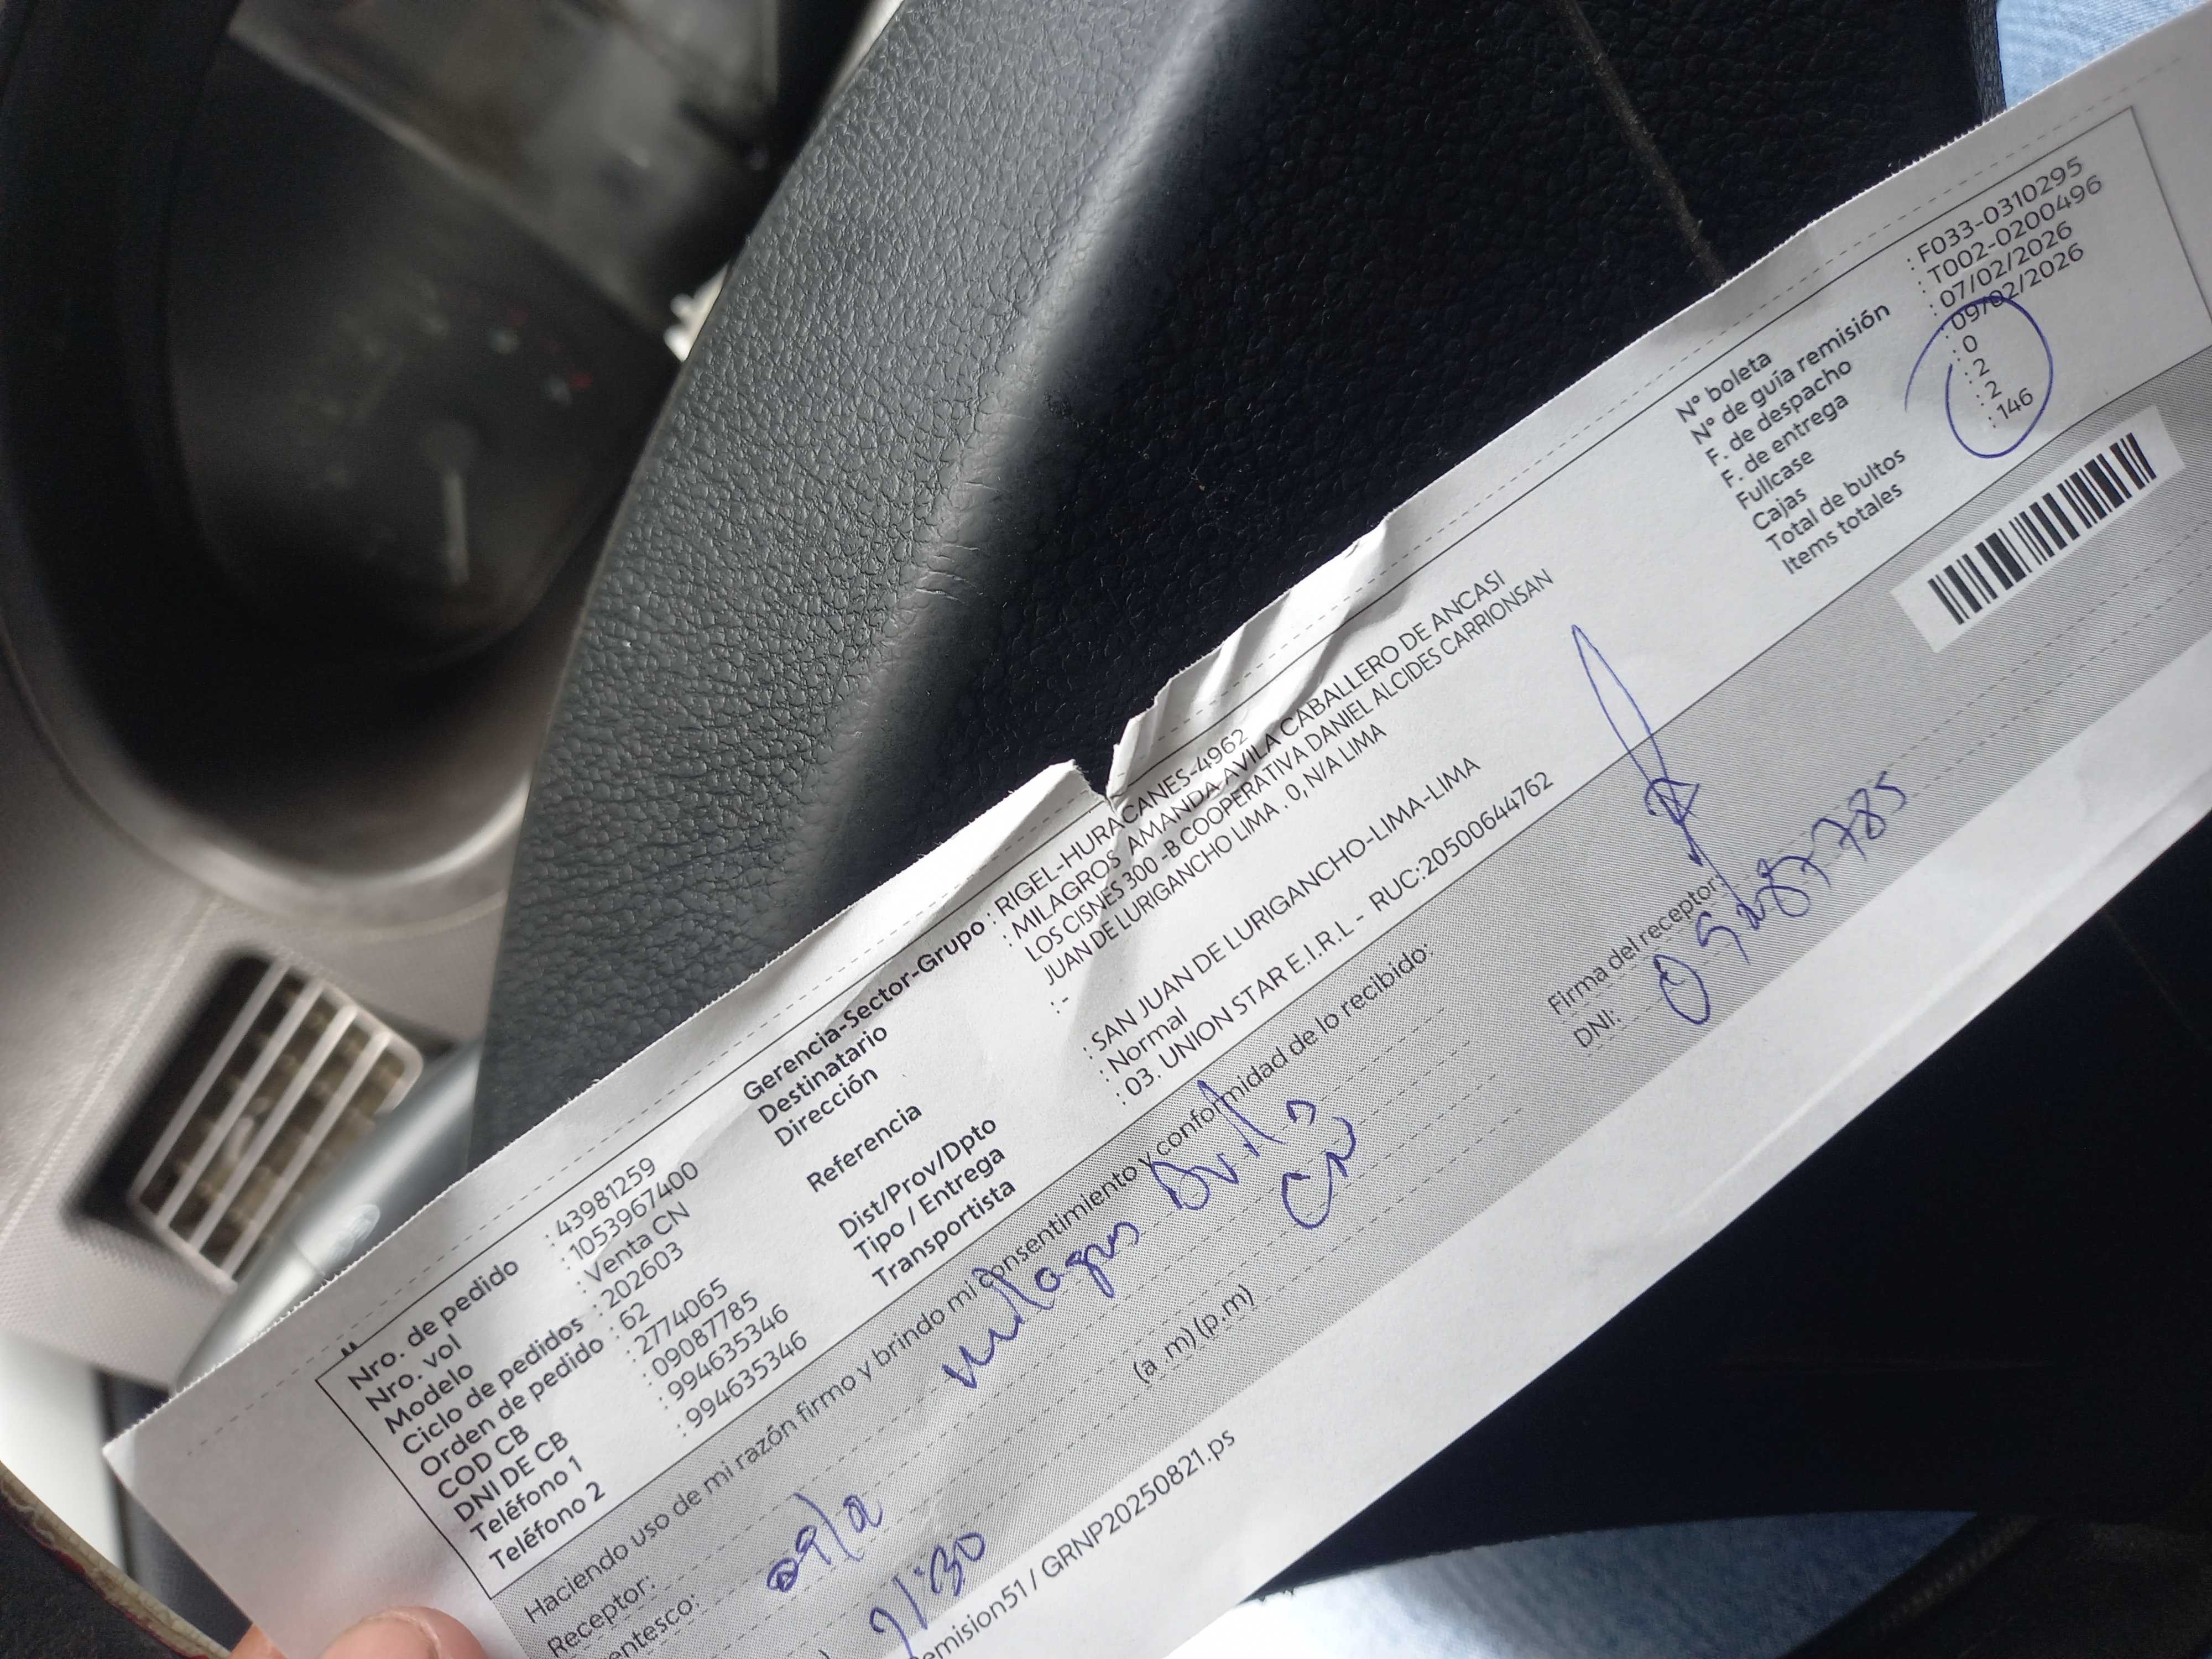 Nro. de pedido : 43981259
Nro. vol : 1053967400
Modelo : Venta CN
Ciclo de pedidos : 202603
Orden de pedido : 62
COD CB : 2774065
DNI DE CB : 09087785
Teléfono 1 : 994635346
Teléfono 2 : 994635346
Gerencia-Sector-Grupo : RIGEL-HURACANES-4962
Destinatario : MILAGROS AMANDA AVILA CABALLERO DE ANCASI
Dirección LOS CISNES 300 -B COOPERATIVA DANIEL ALCIDES CARRIONSAN
JUAN DE LURIGANCHO LIMA . 0, N/A LIMA
Referencia :-
Dist/Prov/Dpto : SAN JUAN DE LURIGANCHO-LIMA-LIMA
Tipo / Entrega : Normal
Transportista : 03. UNION STAR E.I.R.L - RUC:20500644762
N° boleta : F033-0310295
N° de guía remisión : T002-0200496
F. de despacho : 07/02/2026
F. de entrega : 09/02/2026
Fullcase : 0
Cajas : 2
Total de bultos : 2
Items totales : 146
Haciendo uso de mi razón firmo y brindo mi consentimiento y conformidad de lo recibido:
Receptor: milagros
entesco: 09/02
CN
11:30 (a .m) (p.m)
Firma del receptor:
DNI:
emision51 / GRNP20250821.ps